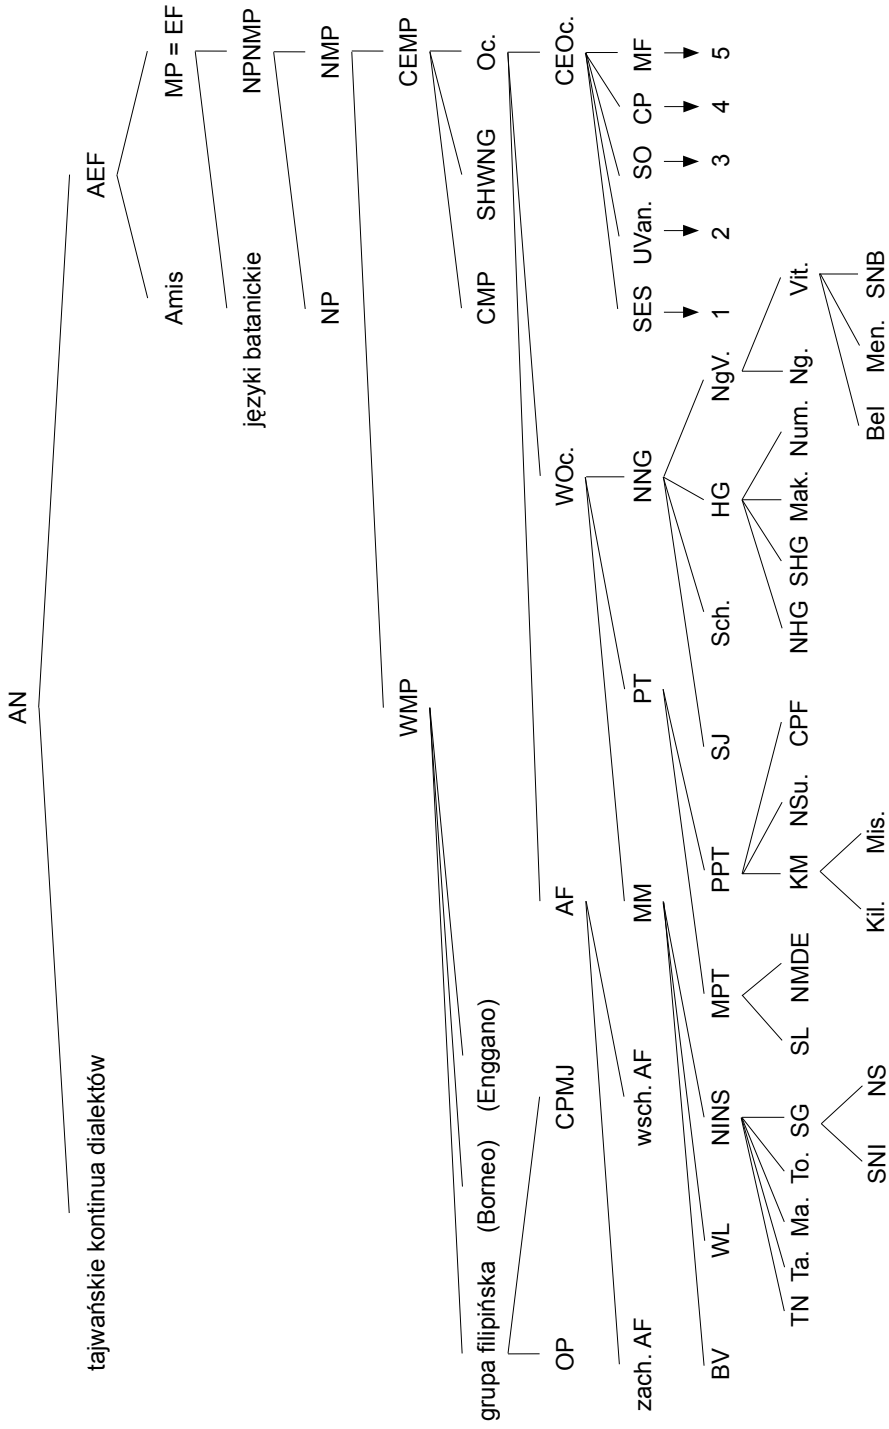 AN
tajwańskie kontinua dialektów AEF
Amis MP = EF
języki batanickie NPNMP
NP NMP
WMP CEMP
grupa filipińska (Borneo) (Enggano) CMP SHWNG Oc.
OP CPMJ AF WOc. CEOc.
zach. AF wsch. AF MM PT NNG SES UVan. SO CP MF
BV WL NINS MPT PPT SJ Sch. HG NgV. 1 2 3 4 5
TN Ta. Ma. To. SG SL NMDE KM NSu. CPF NHG SHG Mak. Num. Ng. Vit.
SNI NS Kil. Mis. Bel Men. SNB